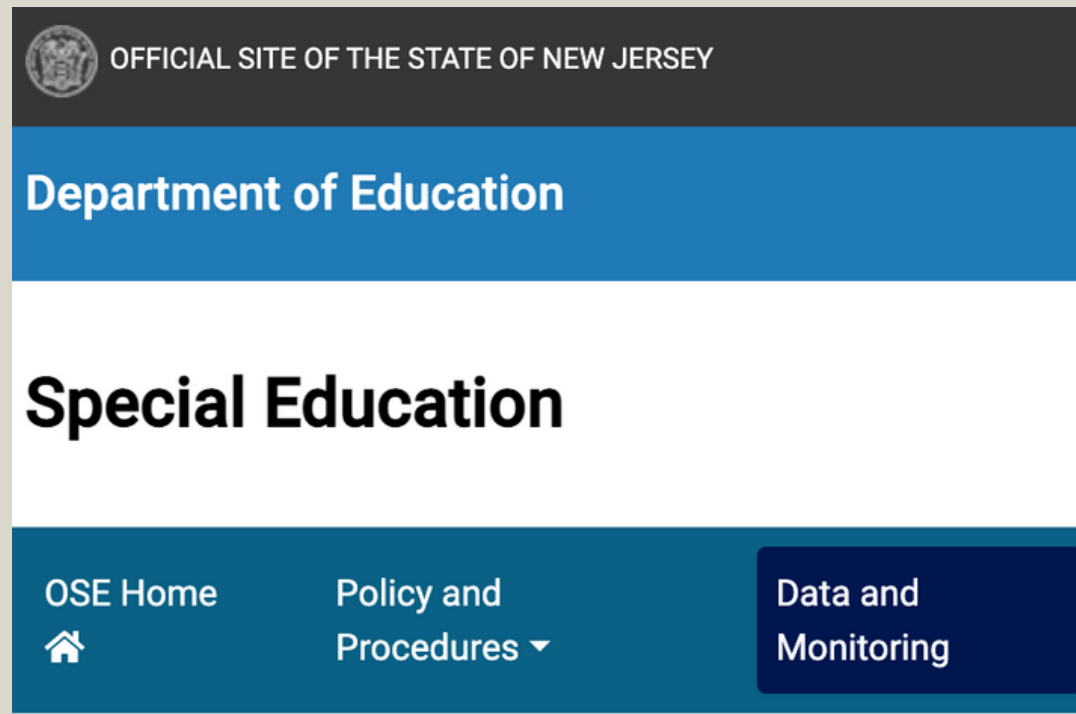 OFFICIAL SITE OF THE STATE OF NEW JERSEY
Department of Education
Special Education
OSE Home
Policy and
Procedures
Data and
Monitoring